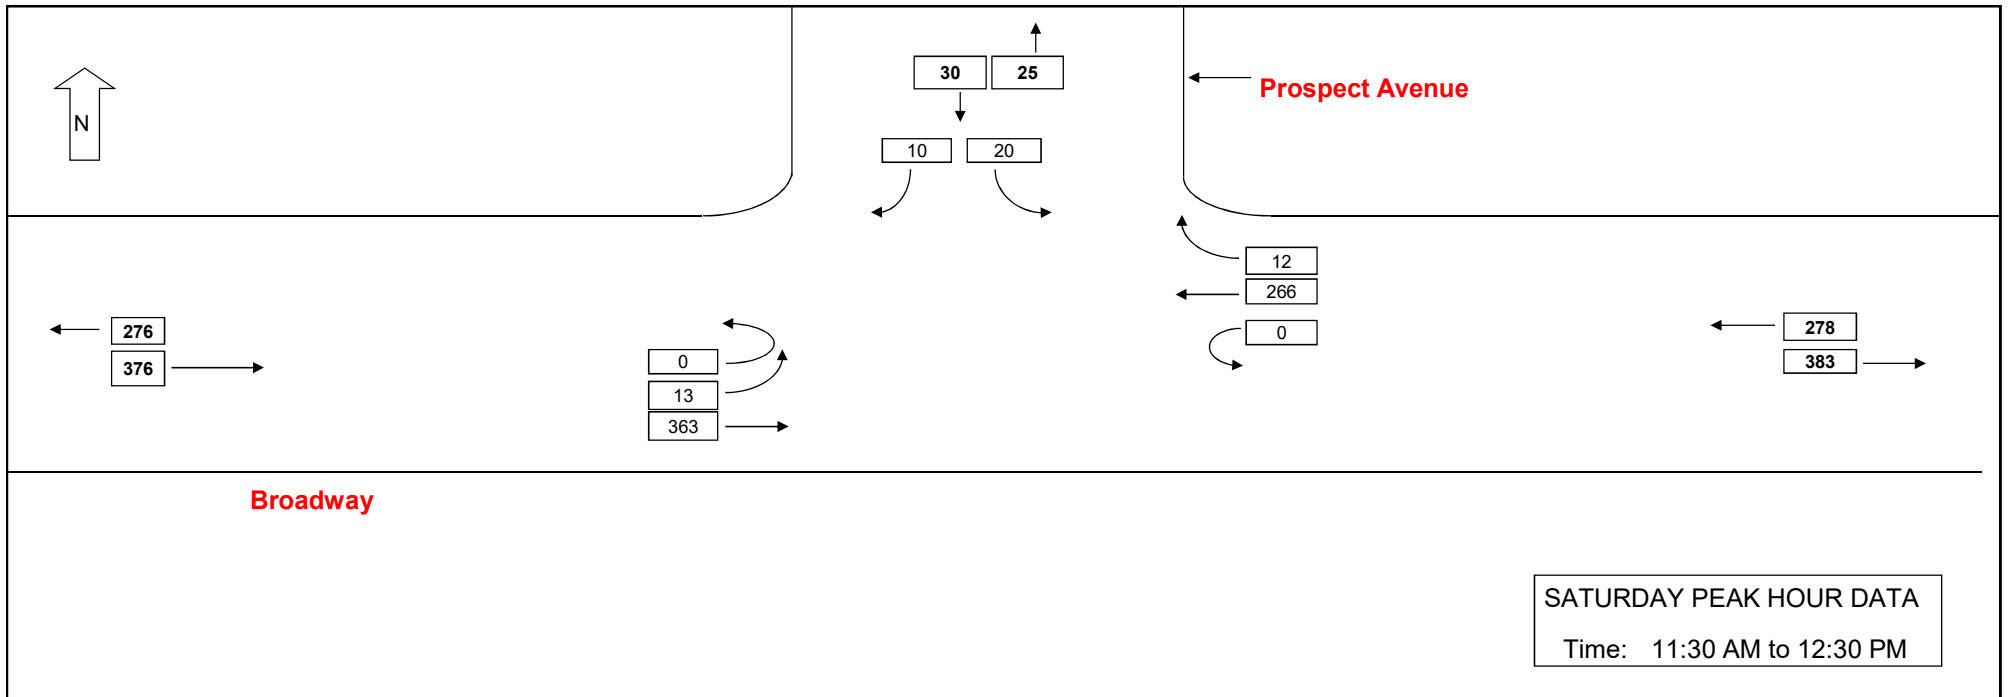 30 25
Prospect Avenue
N
10 20
12
266
0
276
376
0
13
363
278
383
Broadway
SATURDAY PEAK HOUR DATA
Time: 11:30 AM to 12:30 PM